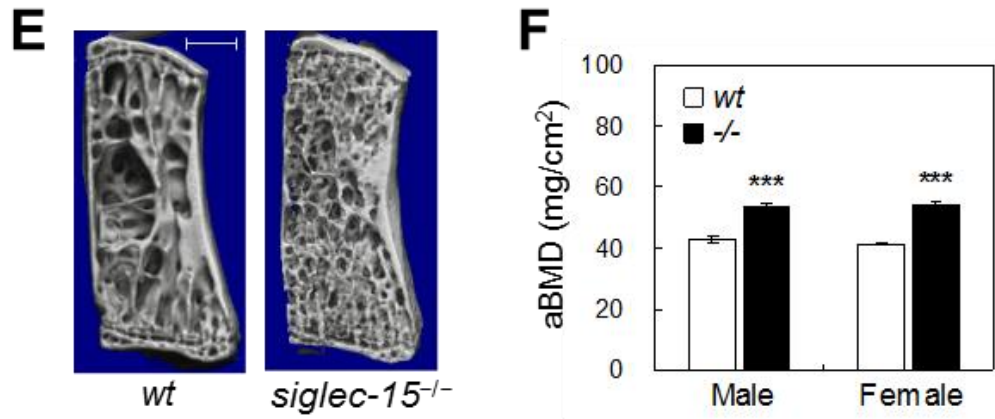 E
wt
siglec-15⁻/⁻
F
100
80
60
40
20
0
aBMD (mg/cm²)
wt
-/-
***
***
Male
Female